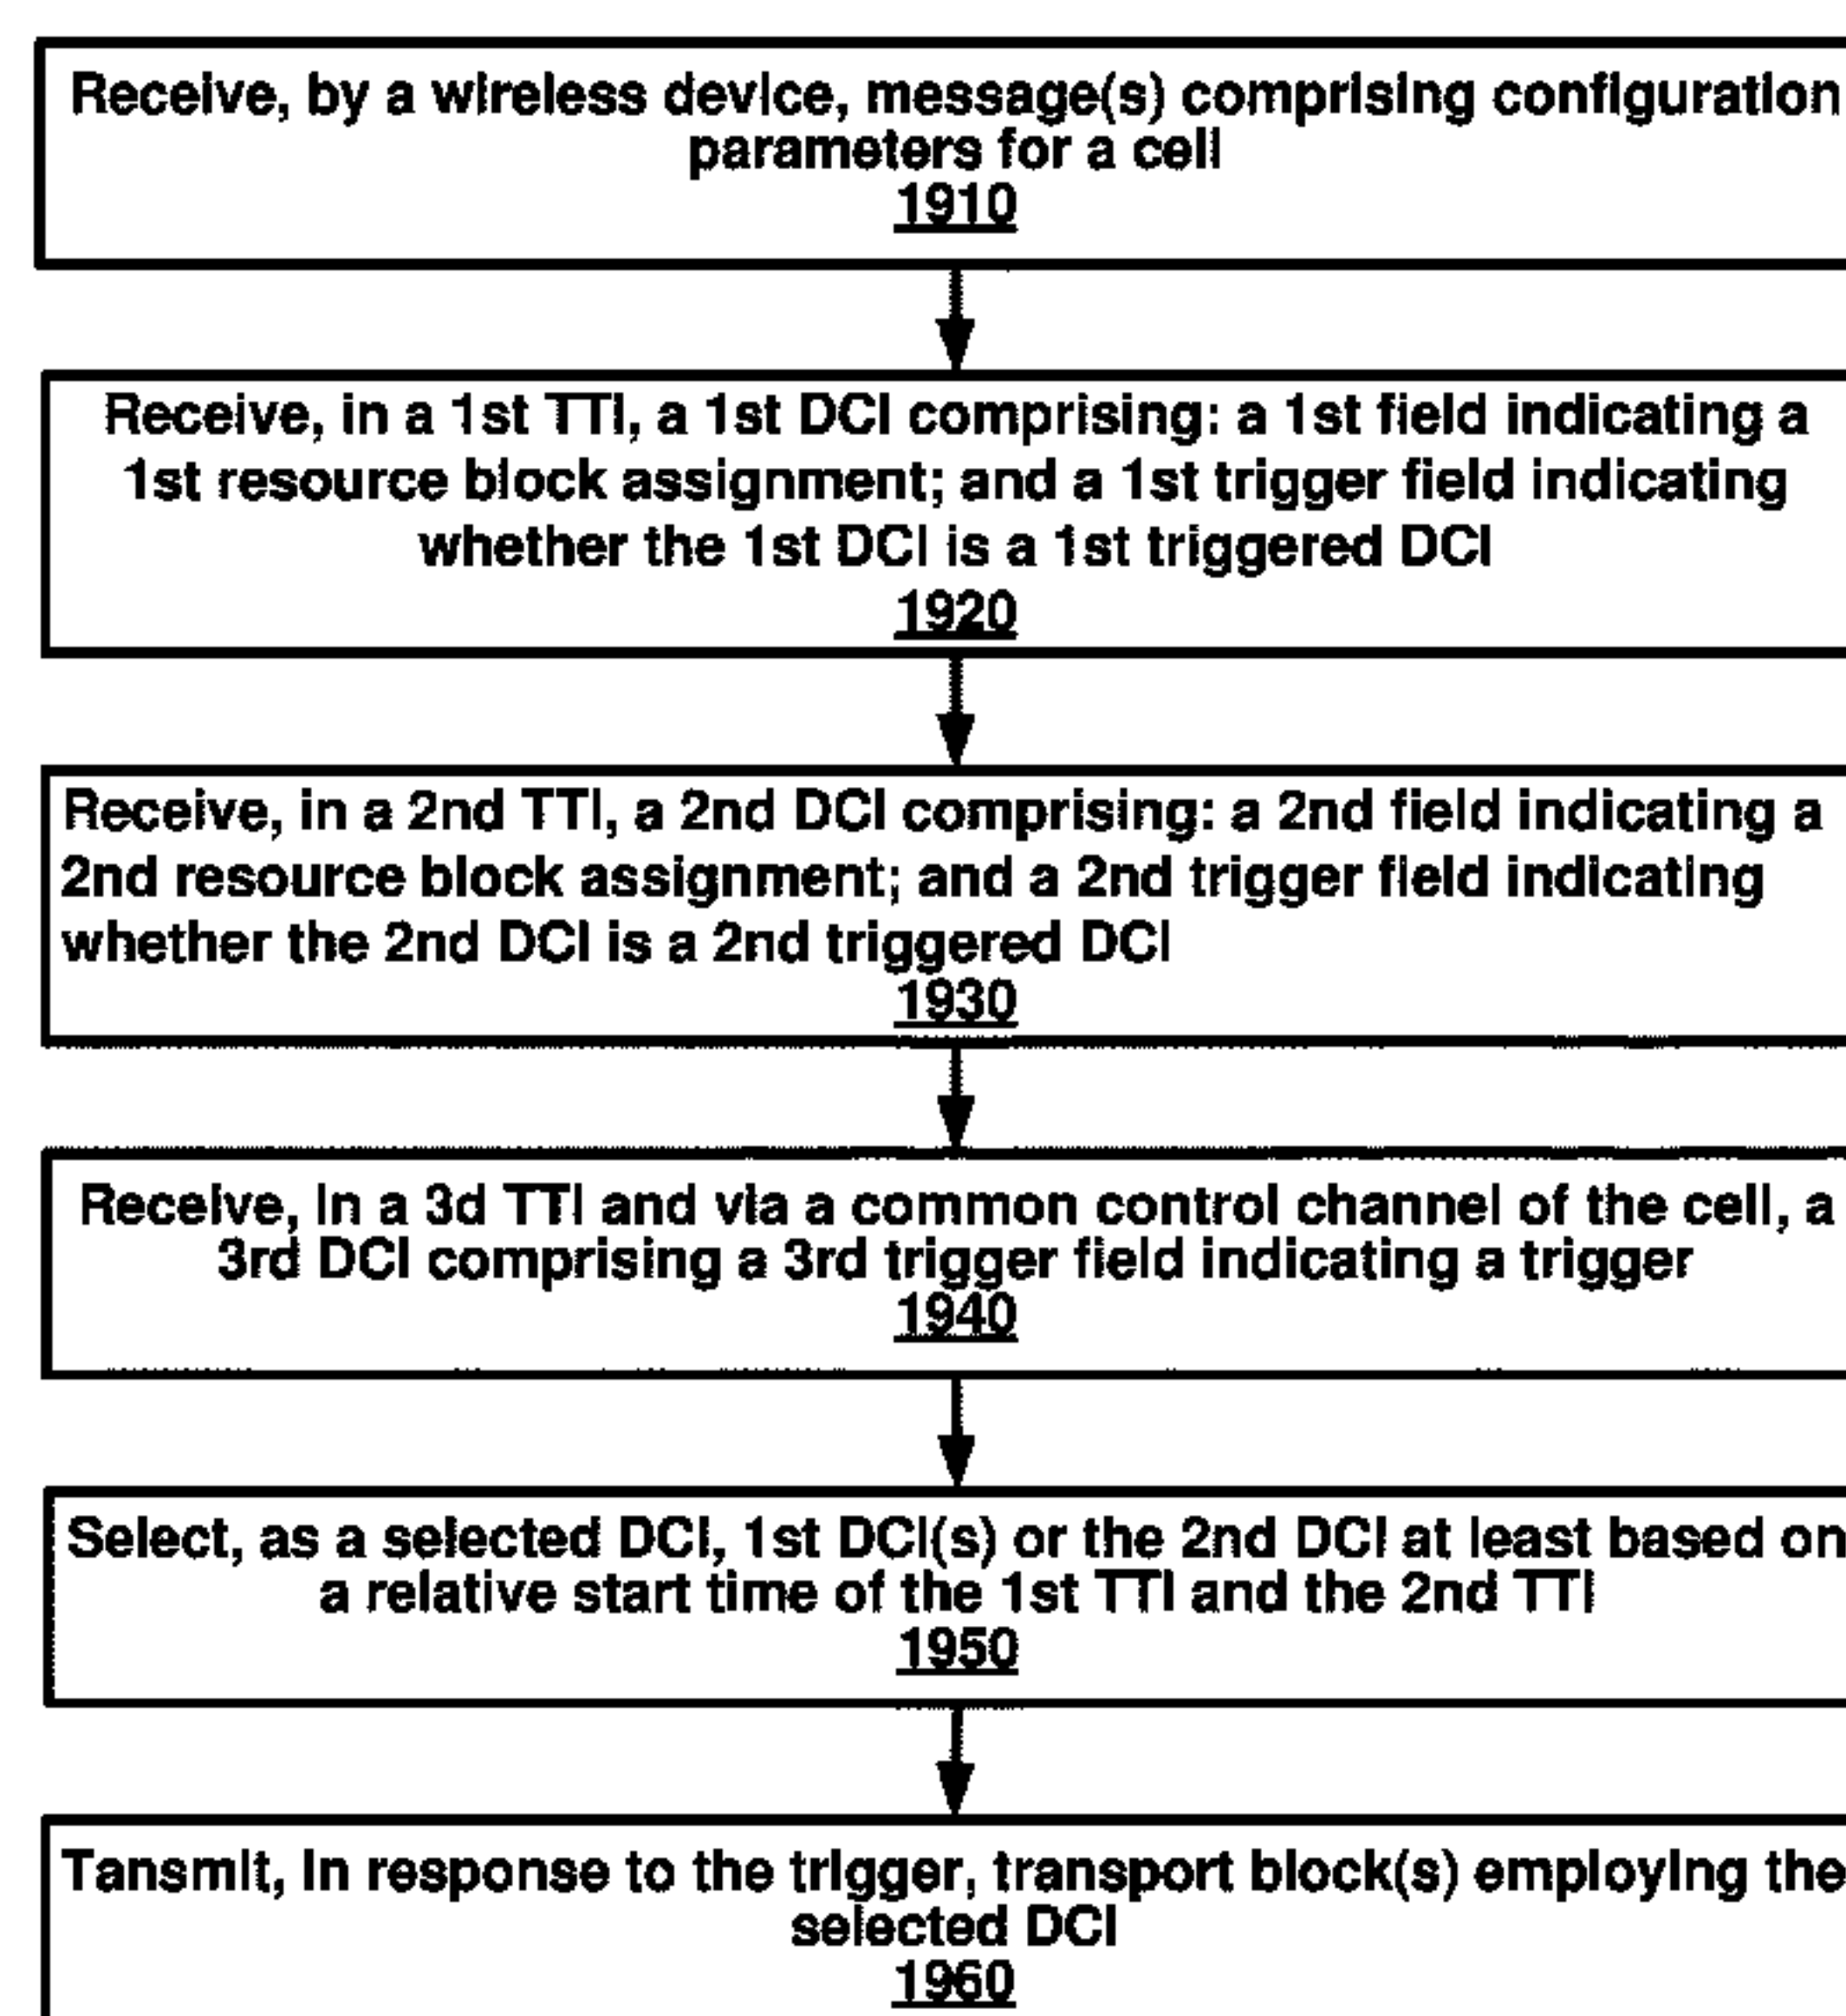 Receive, by a wireless device, message(s) comprising configuration
parameters for a cell
1910
Receive, in a 1st TTI, a 1st DCI comprising: a 1st field indicating a
1st resource block assignment; and a 1st trigger field indicating
whether the 1st DCI is a 1st triggered DCI
1920
Receive, in a 2nd TTI, a 2nd DCI comprising: a 2nd field indicating a
2nd resource block assignment; and a 2nd trigger field indicating
whether the 2nd DCI is a 2nd triggered DCI
1930
Receive, in a 3d TTI and via a common control channel of the cell, a
3rd DCI comprising a 3rd trigger field indicating a trigger
1940
Select, as a selected DCI, 1st DCI(s) or the 2nd DCI at least based on
a relative start time of the 1st TTI and the 2nd TTI
1950
Tansmit, in response to the trigger, transport block(s) employing the
selected DCI
1960